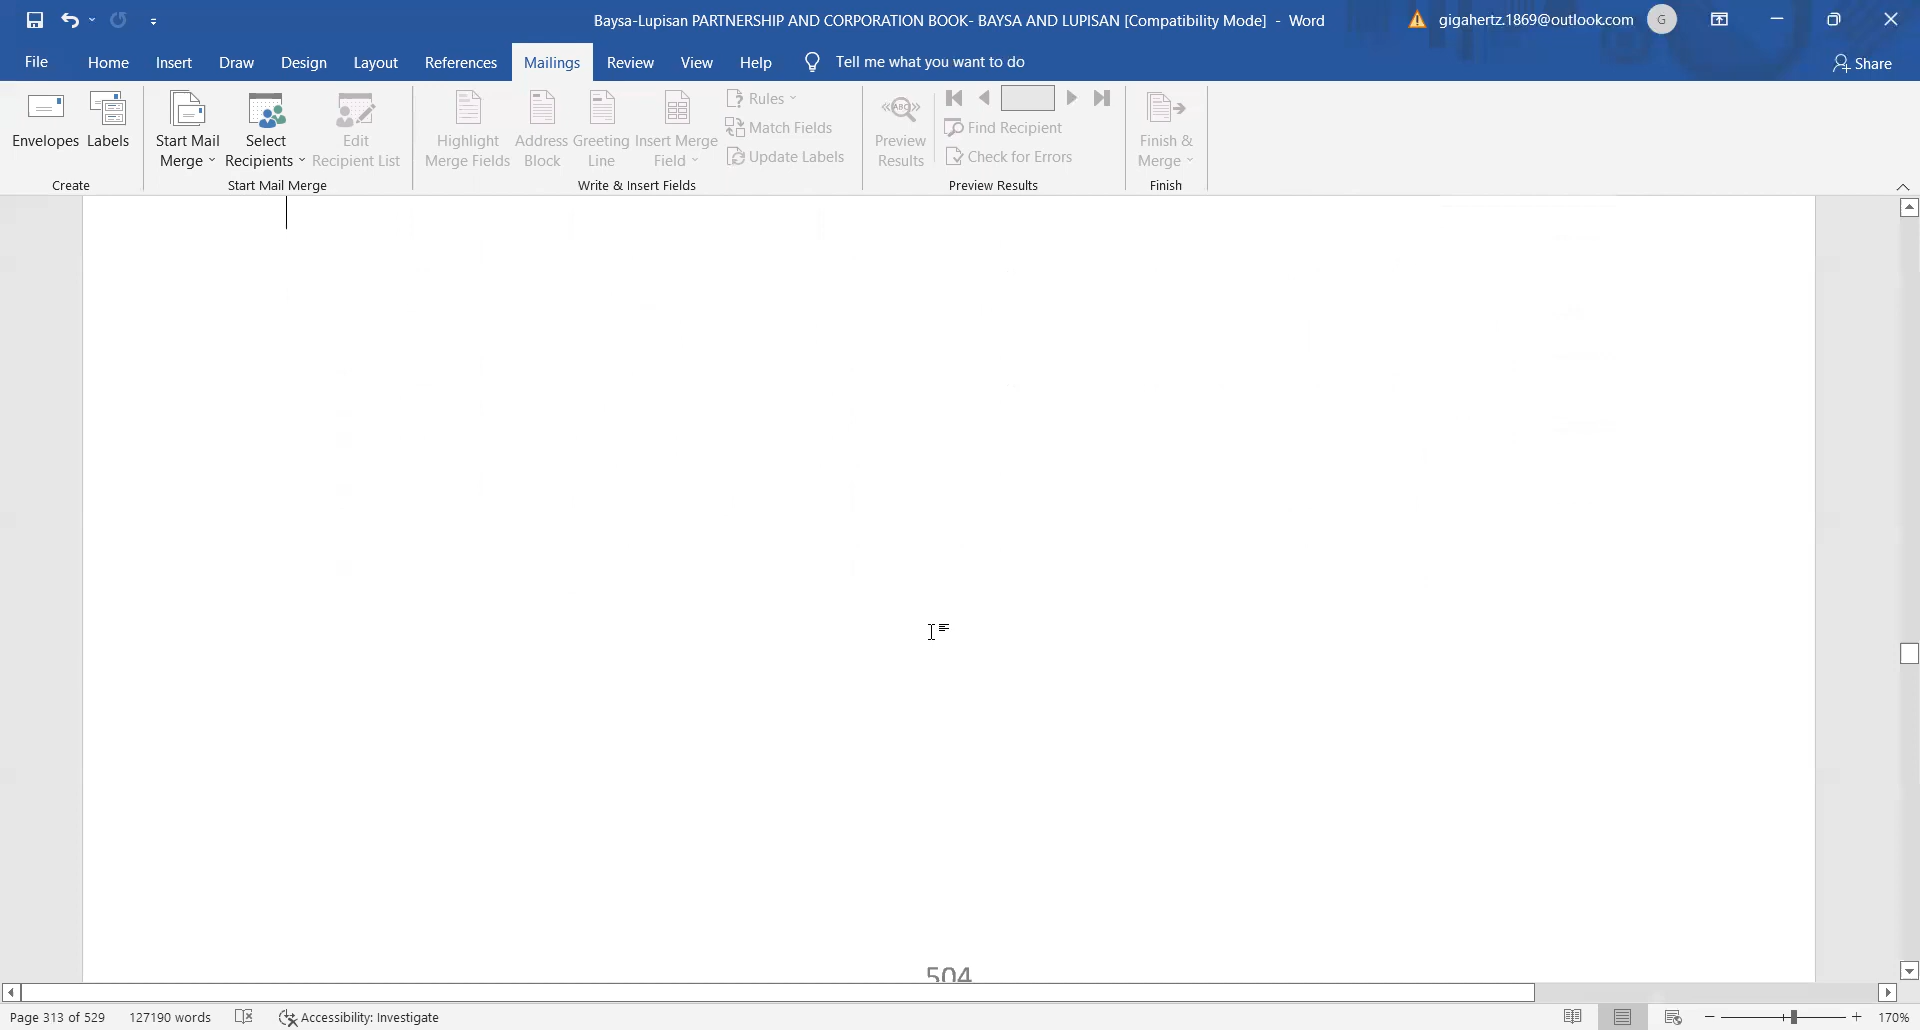 Baysa-Lupisan PARTNERSHIP AND CORPORATION BOOK- BAYSA AND LUPISAN [Compatibility Mode] - Word
gigahertz.1869@outlook.com
G
File Home Insert Draw Design Layout References Mailings Review View Help Tell me what you want to do
Share
Envelopes
Labels
Create
Start Mail
Merge
Select
Recipients
Edit
Recipient List
Start Mail Merge
Highlight
Merge Fields
Address
Block
Greeting
Line
Insert Merge
Field
Rules
Match Fields
Update Labels
Write & Insert Fields
ABC
Preview
Results
Find Recipient
Check for Errors
Preview Results
Finish &
Merge
Finish
504
Page 313 of 529 127190 words Accessibility: Investigate
170%